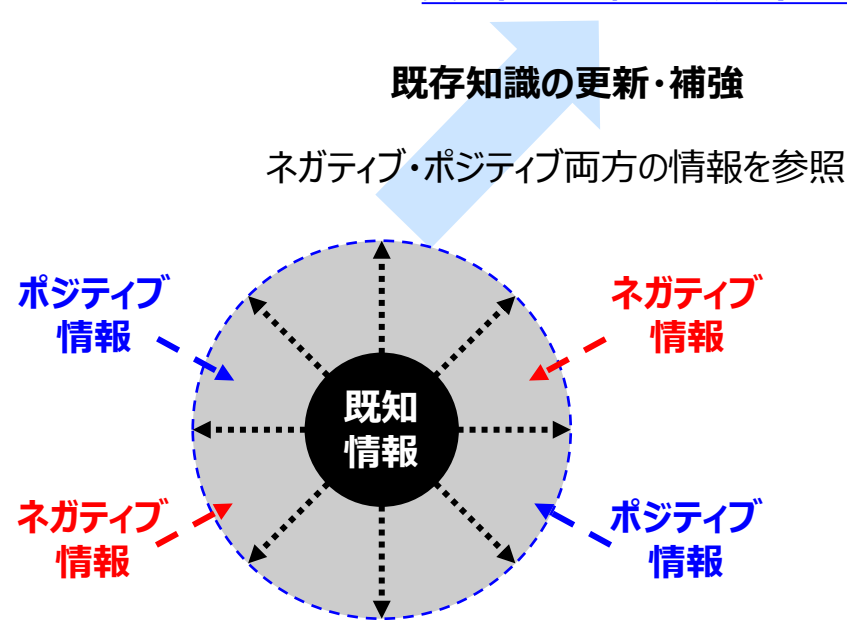 既存知識の更新・補強
ネガティブ・ポジティブ両方の情報を参照
ポジティブ
情報
ネガティブ
情報
既知
情報
ネガティブ
情報
ポジティブ
情報